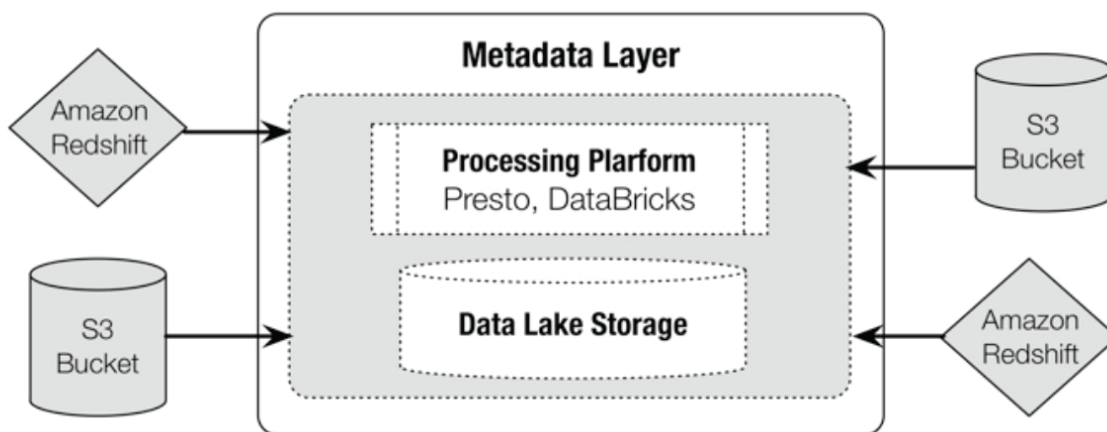 Metadata Layer
Amazon
Redshift
Processing Plarform
Presto, DataBricks
S3
Bucket
S3
Bucket
Data Lake Storage
Amazon
Redshift